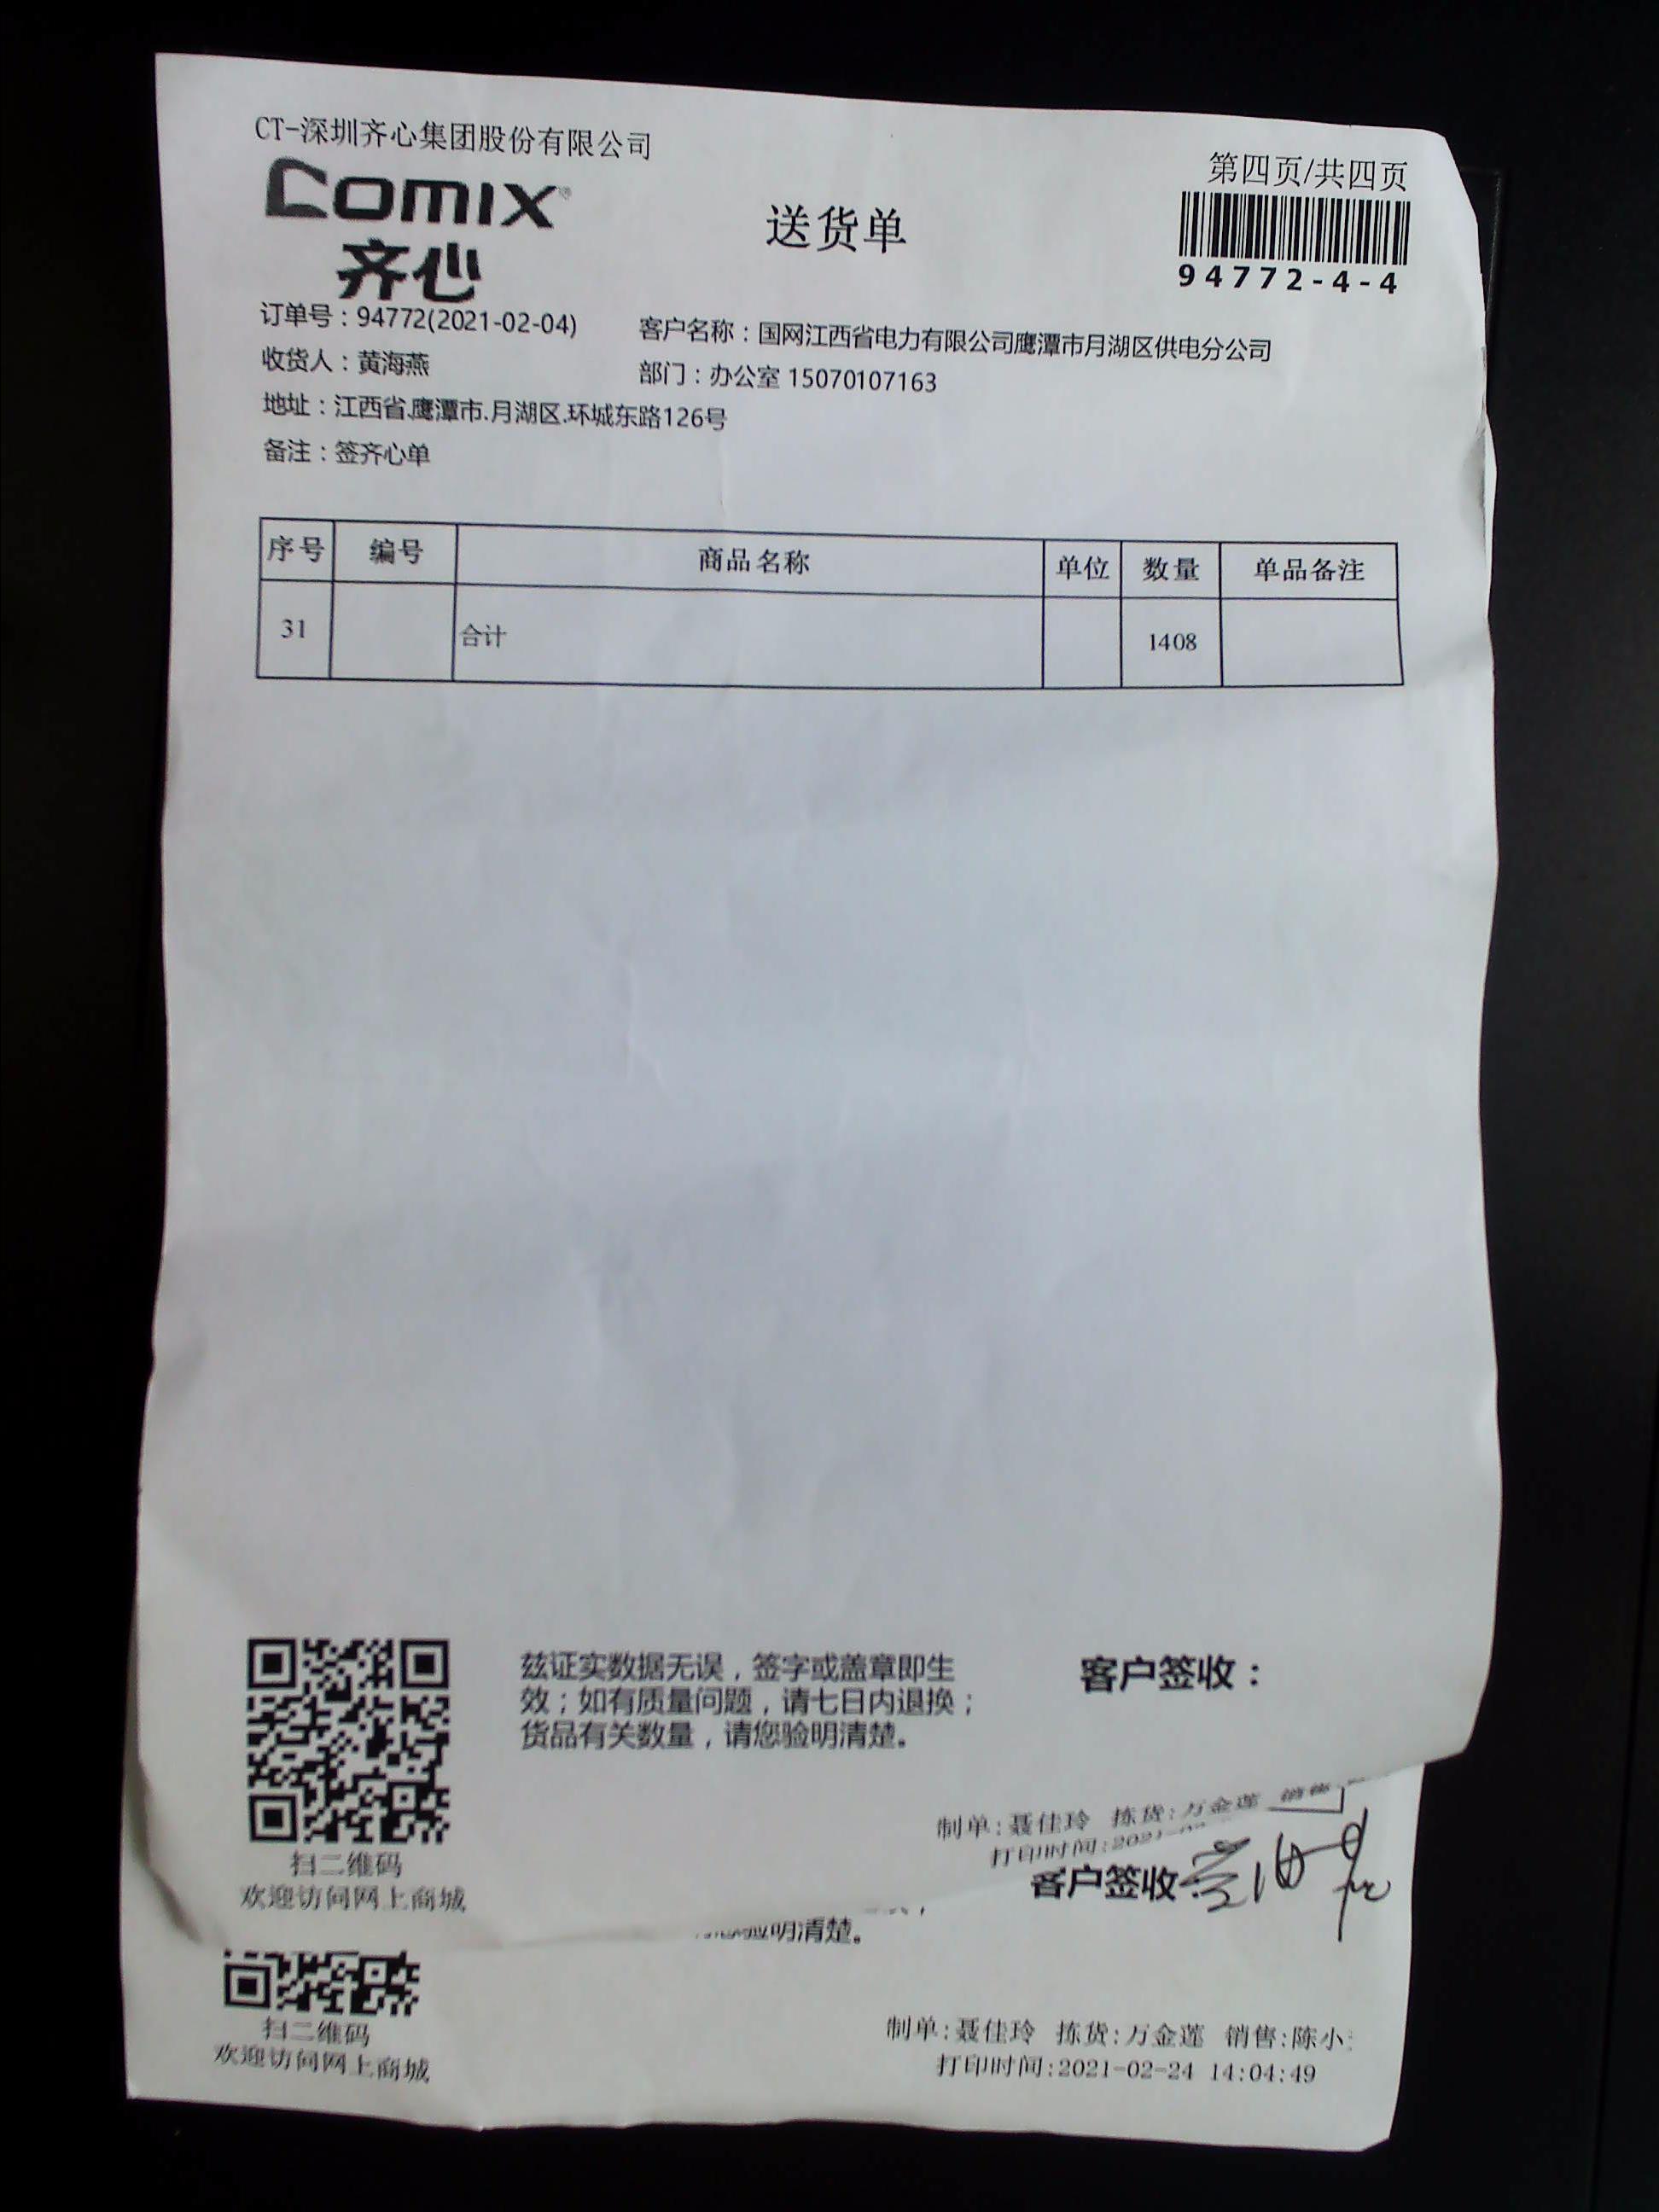 CT-深圳齐心集团股份有限公司
第四页/共四页
COMIX
齐心
送货单
94772-4-4
订单号：94772(2021-02-04)
客户名称：国网江西省电力有限公司鹰潭市月湖区供电分公司
收货人：黄海燕
部门：办公室 15070107163
地址：江西省.鹰潭市.月湖区.环城东路126号
备注：签齐心单
序号 编号 商品名称 单位 数量 单品备注
31 合计 1408
兹证实数据无误，签字或盖章即生
效；如有质量问题，请七日内退换；
货品有关数量，请您验明清楚。
客户签收：
扫二维码
欢迎访问网上商城
制单:聂佳玲 拣货:万金莲 销售
打印时间:2021-
客户签收
明清楚。
扫二维码
欢迎访问网上商城
制单:聂佳玲 拣货:万金莲 销售:陈小
打印时间:2021-02-24 14:04:49